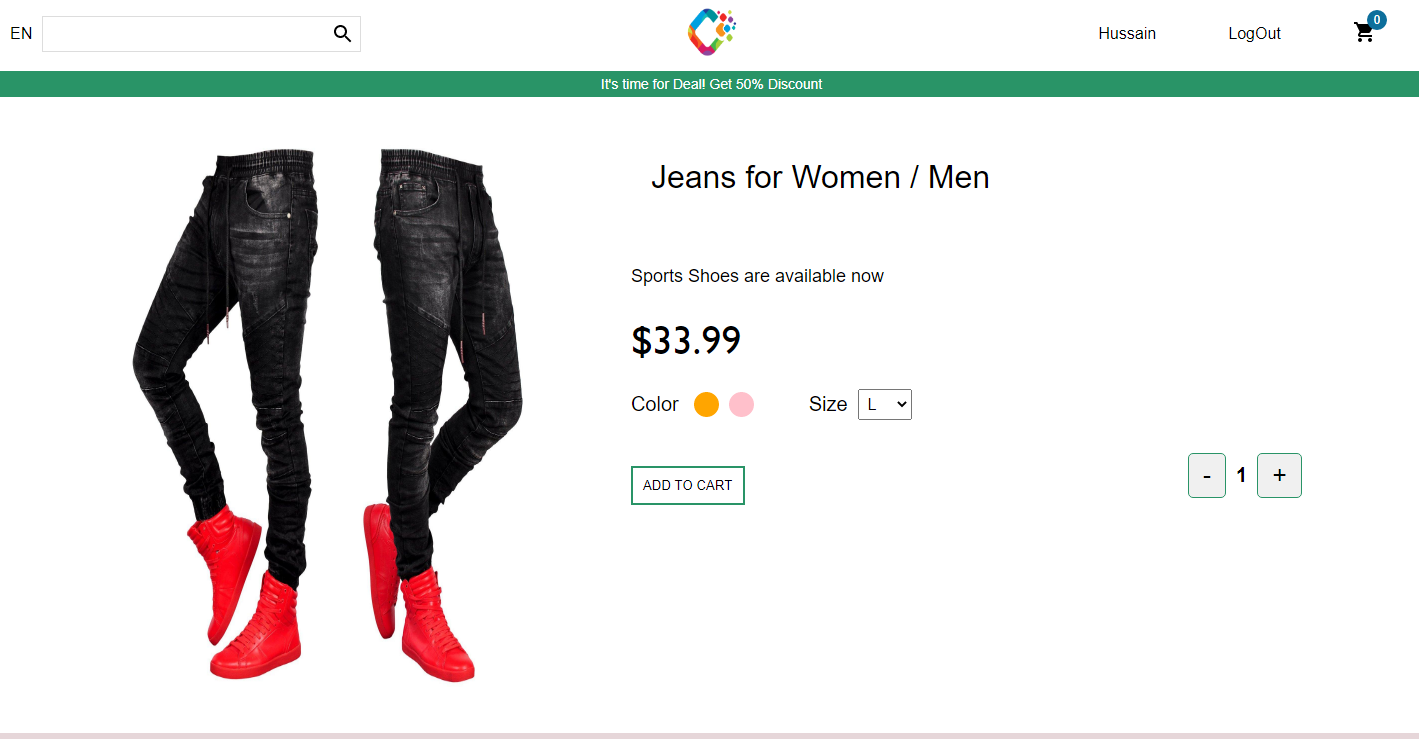 EN
Hussain
LogOut
0
It's time for Deal! Get 50% Discount
Jeans for Women / Men
Sports Shoes are available now
$33.99
Color
Size
L
ADD TO CART
-
1
+